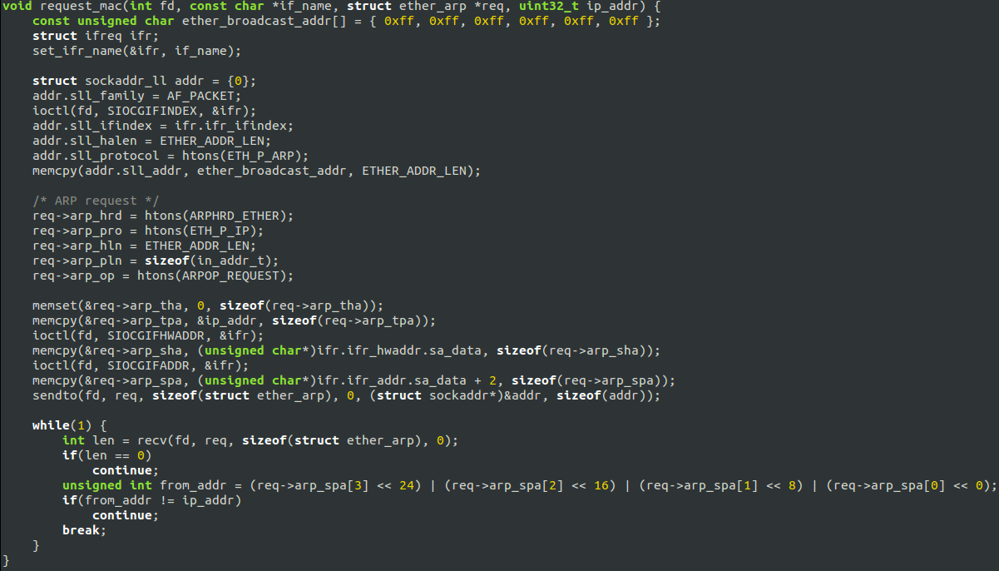 void request_mac(int fd, const char *if_name, struct ether_arp *req, uint32_t ip_addr) {
    const unsigned char ether_broadcast_addr[] = { 0xff, 0xff, 0xff, 0xff, 0xff, 0xff };
    struct ifreq ifr;
    set_ifr_name(&ifr, if_name);

    struct sockaddr_ll addr = {0};
    addr.sll_family = AF_PACKET;
    ioctl(fd, SIOCGIFINDEX, &ifr);
    addr.sll_ifindex = ifr.ifr_ifindex;
    addr.sll_halen = ETHER_ADDR_LEN;
    addr.sll_protocol = htons(ETH_P_ARP);
    memcpy(addr.sll_addr, ether_broadcast_addr, ETHER_ADDR_LEN);

    /* ARP request */
    req->arp_hrd = htons(ARPHRD_ETHER);
    req->arp_pro = htons(ETH_P_IP);
    req->arp_hln = ETHER_ADDR_LEN;
    req->arp_pln = sizeof(in_addr_t);
    req->arp_op = htons(ARPOP_REQUEST);

    memset(&req->arp_tha, 0, sizeof(req->arp_tha));
    memcpy(&req->arp_tpa, &ip_addr, sizeof(req->arp_tpa));
    ioctl(fd, SIOCGIFHWADDR, &ifr);
    memcpy(&req->arp_sha, (unsigned char*)ifr.ifr_hwaddr.sa_data, sizeof(req->arp_sha));
    ioctl(fd, SIOCGIFADDR, &ifr);
    memcpy(&req->arp_spa, (unsigned char*)ifr.ifr_addr.sa_data + 2, sizeof(req->arp_spa));
    sendto(fd, req, sizeof(struct ether_arp), 0, (struct sockaddr*)&addr, sizeof(addr));

    while(1) {
        int len = recv(fd, req, sizeof(struct ether_arp), 0);
        if(len == 0)
            continue;
        unsigned int from_addr = (req->arp_spa[3] << 24) | (req->arp_spa[2] << 16) | (req->arp_spa[1] << 8) | (req->arp_spa[0] << 0);
        if(from_addr != ip_addr)
            continue;
        break;
    }
}